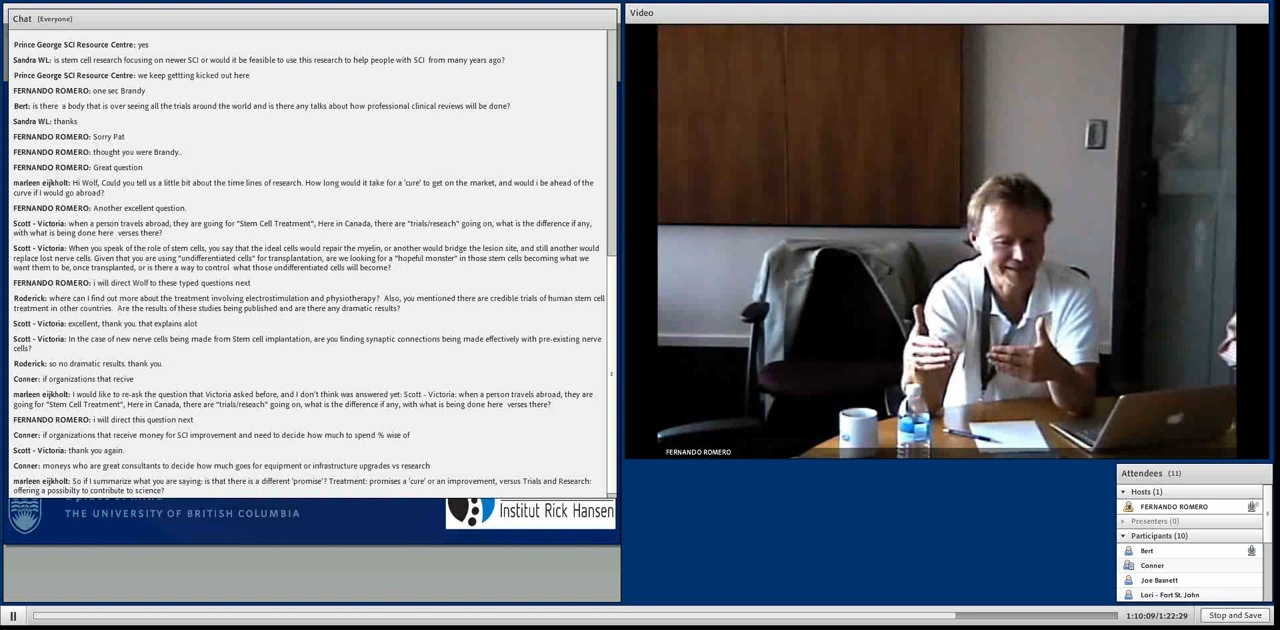 Chat (Everyone)
Prince George SCI Resource Centre: yes
Sandra WL: is stem cell research focusing on newer SCI or would it be feasible to use this research to help people with SCI from many years ago?
Prince George SCI Resource Centre: we keep gettting kicked out here
FERNANDO ROMERO: one sec Brandy
Bert: is there a body that is over seeing all the trials around the world and is there any talks about how professional clinical reviews will be done?
Sandra WL: thanks
FERNANDO ROMERO: Sorry Pat
FERNANDO ROMERO: thought you were Brandy..
FERNANDO ROMERO: Great question
marleen eijkholt: Hi Wolf, Could you tell us a little bit about the time lines of research. How long would it take for a 'cure' to get on the market, and would i be ahead of the
curve if I would go abroad?
FERNANDO ROMERO: Another excellent question.
Scott - Victoria: when a person travels abroad, they are going for "Stem Cell Treatment", Here in Canada, there are "trials/reseach" going on, what is the difference if any,
with what is being done here verses there?
Scott - Victoria: When you speak of the role of stem cells, you say that the ideal cells would repair the myelin, or another would bridge the lesion site, and still another would
replace lost nerve cells. Given that you are using "undifferentiated cells" for transplantation, are we looking for a "hopeful monster" in those stem cells becoming what we
want them to be, once transplanted, or is there a way to control what those undifferentiated cells will become?
FERNANDO ROMERO: i will direct Wolf to these typed questions next
Roderick: where can I find out more about the treatment involving electrostimulation and physiotherapy? Also, you mentioned there are credible trials of human stem cell
treatment in other countries. Are the results of these studies being published and are there any dramatic results?
Scott - Victoria: excellent, thank you. that explains alot
Scott - Victoria: In the case of new nerve cells being made from Stem cell implantation, are you finding synaptic connections being made effectively with pre-existing nerve
cells?
Roderick: so no dramatic results. thank you.
Conner: if organizations that recive
marleen eijkholt: I would like to re-ask the question that Victoria asked before, and I don't think was answered yet: Scott - Victoria: when a person travels abroad, they are
going for "Stem Cell Treatment", Here in Canada, there are "trials/reseach" going on, what is the difference if any, with what is being done here verses there?
FERNANDO ROMERO: i will direct this question next
Conner: if organizations that receive money for SCI improvement and need to decide how much to spend % wise of
Scott - Victoria: thank you again.
Conner: moneys who are great consultants to decide how much goes for equipment or infrastructure upgrades vs research
marleen eijkholt: So if I summarize what you are saying: is that there is a different 'promise'? Treatment: promises a 'cure' or an improvement, versus Trials and Research:
offering a possibilty to contribute to science?
THE UNIVERSITY OF BRITISH COLUMBIA
Institut Rick Hansen
Video
FERNANDO ROMERO
Attendees (11)
Hosts (1)
FERNANDO ROMERO
Presenters (0)
Participants (10)
Bert
Conner
Joe Basnett
Lori - Fort St. John
1:10:09/1:22:29
Stop and Save